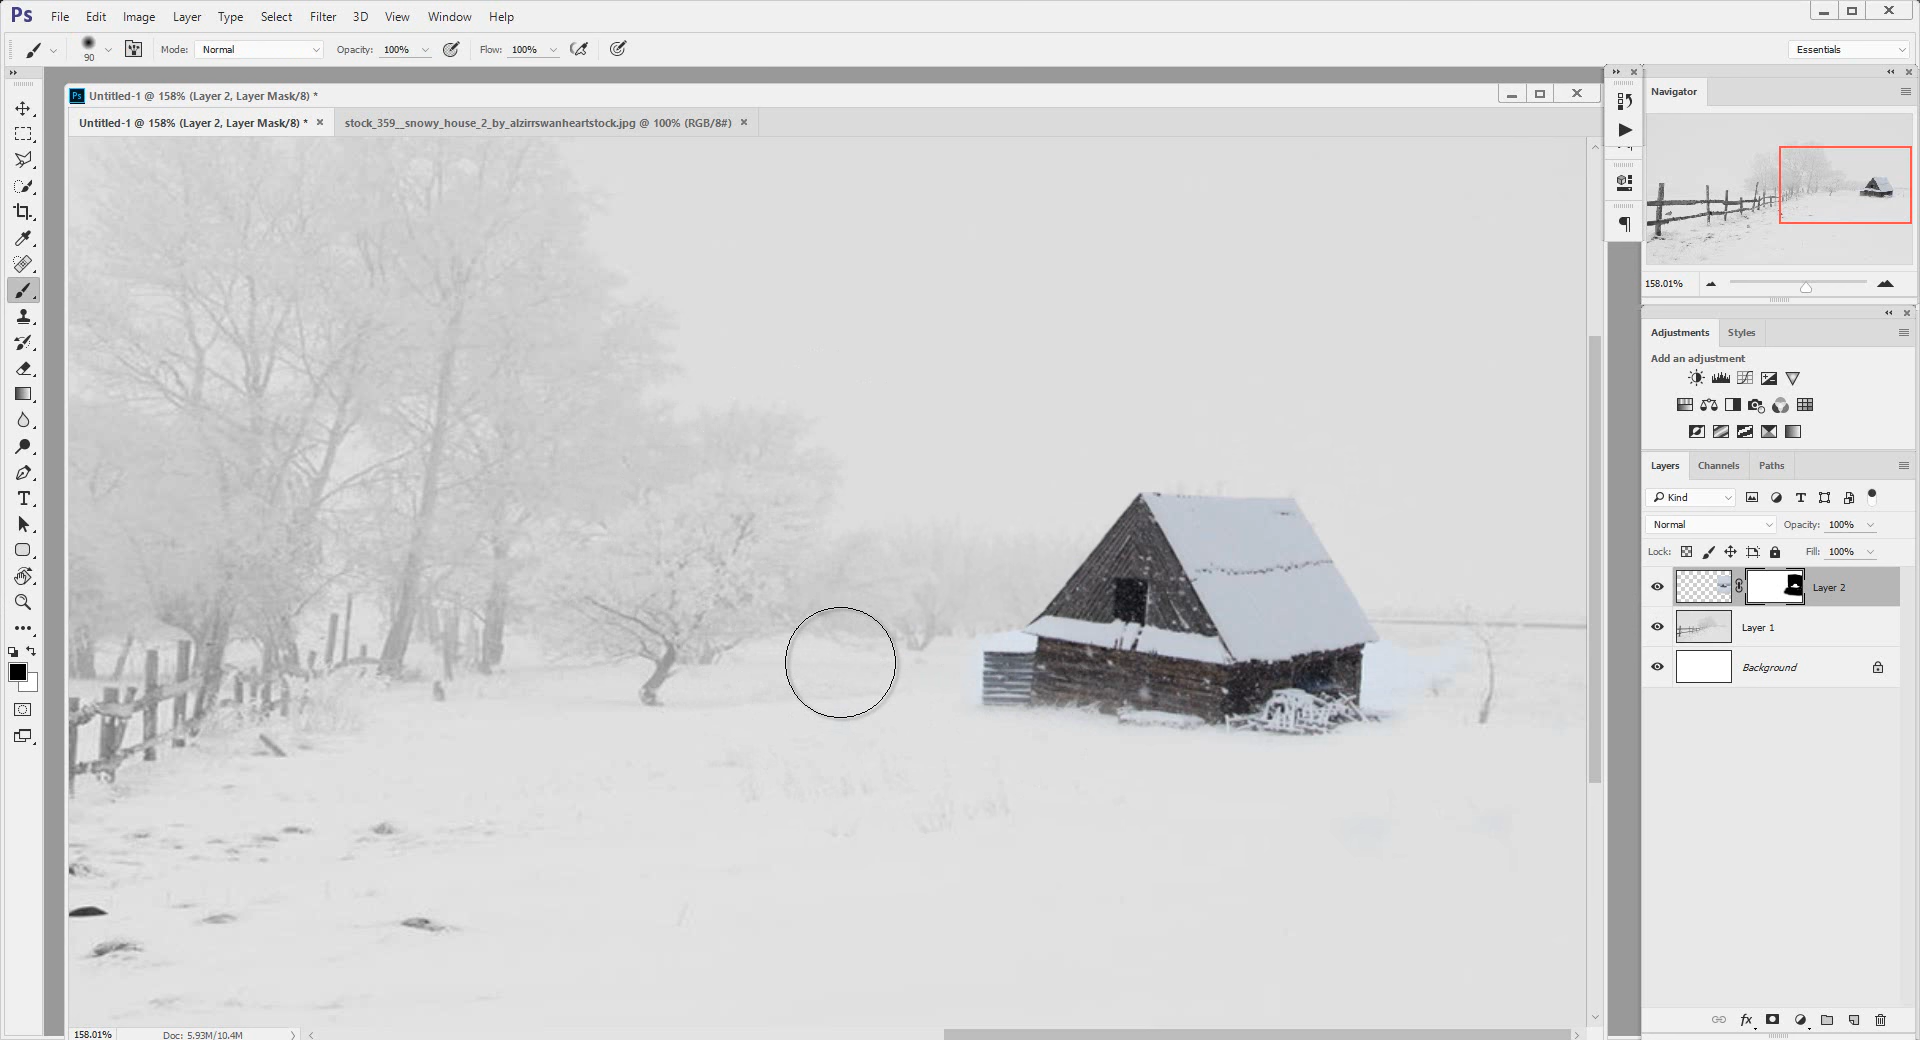 Ps File Edit Image Layer Type Select Filter 3D View Window Help
90 Mode: Normal Opacity: 100% Flow: 100% Essentials
Ps Untitled-1 @ 158% (Layer 2, Layer Mask/8) *
Untitled-1 @ 158% (Layer 2, Layer Mask/8) * × stock_359__snowy_house_2_by_alzirrswanheartstock.jpg @ 100% (RGB/8#) ×
Navigator
158.01%
Adjustments Styles
Add an adjustment
Layers Channels Paths
Kind
Normal Opacity: 100%
Lock: Fill: 100%
Layer 2
Layer 1
Background
fx
158.01% Doc: 5.93M/10.4M